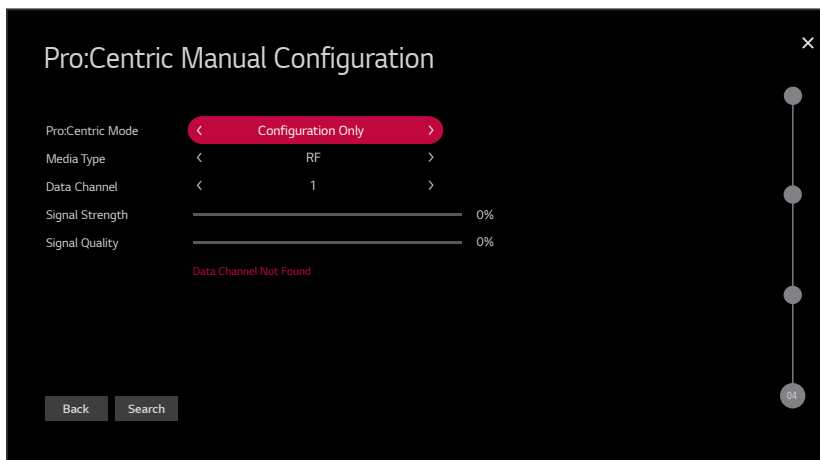 Pro:Centric Manual Configuration
Pro:Centric Mode Configuration Only
Media Type RF
Data Channel 1
Signal Strength 0%
Signal Quality 0%
Data Channel Not Found
04
Back Search